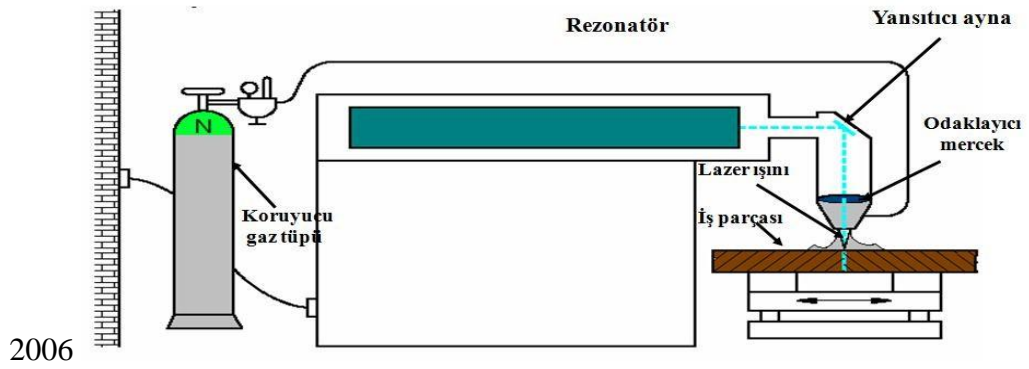 Yansıtıcı ayna
Rezonatör
N
Odaklayıcı
mercek
Lazer ışını
İş parçası
Koruyucu
gaz tüpü
2006